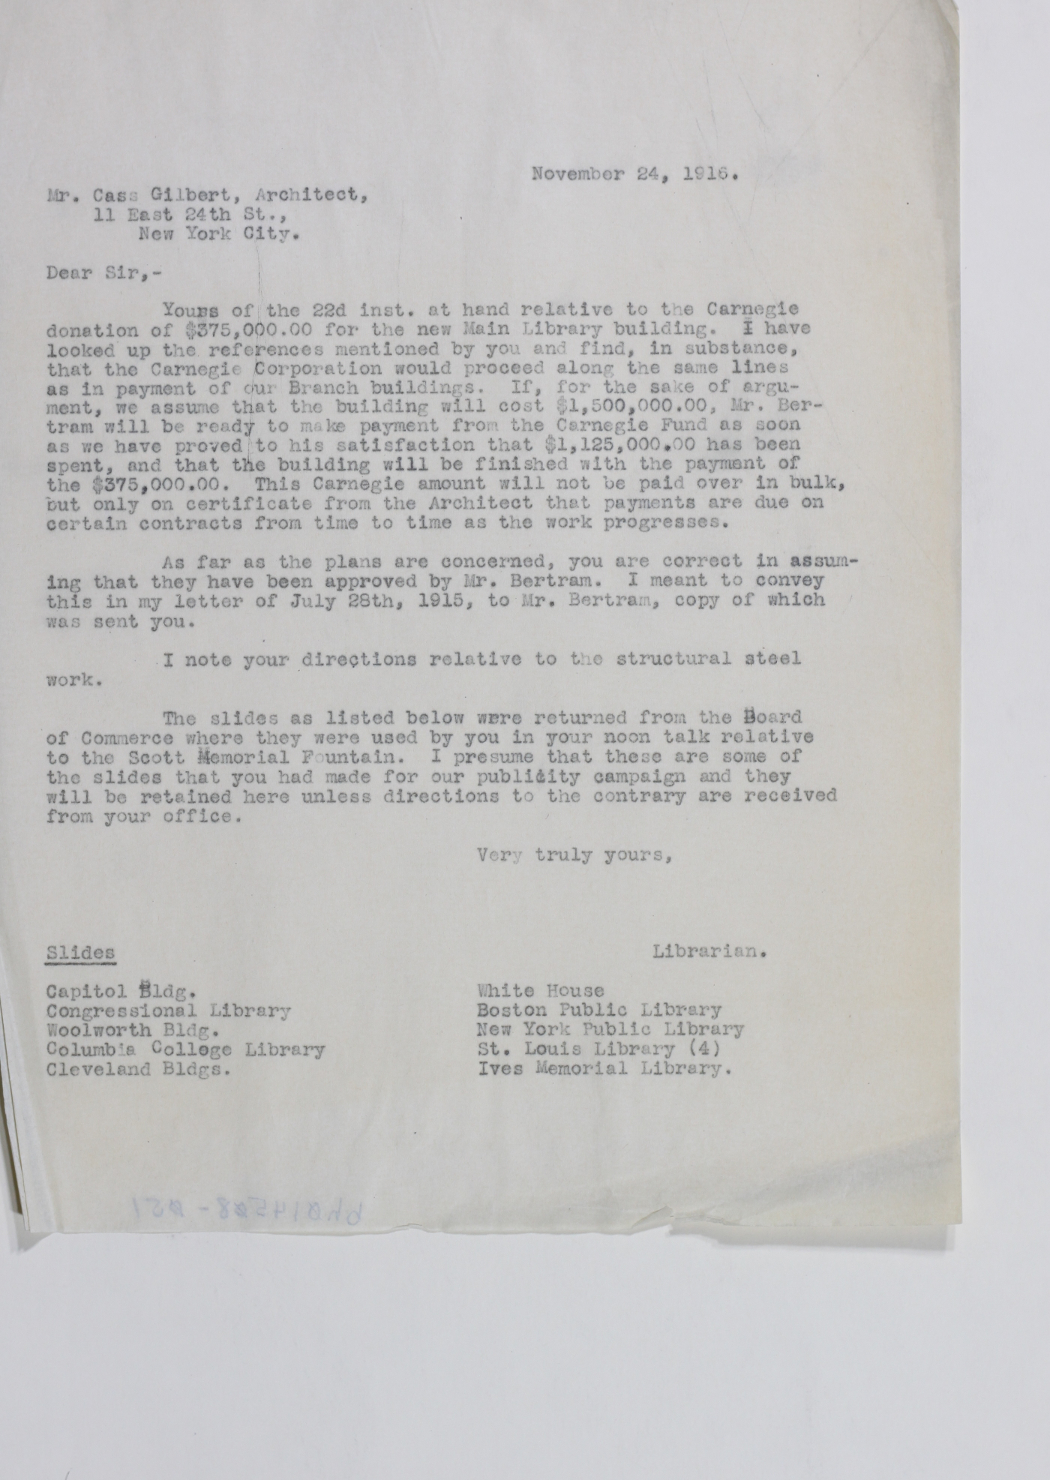 November 24, 1916.
Mr. Cass Gilbert, Architect,
11 East 24th St.,
New York City.
Dear Sir,-
Yours of the 22d inst. at hand relative to the Carnegie
donation of $375,000.00 for the new Main Library building. I have
looked up the references mentioned by you and find, in substance,
that the Carnegie Corporation would proceed along the same lines
as in payment of our Branch buildings. If, for the sake of argu-
ment, we assume that the building will cost $1,500,000.00, Mr. Ber-
tram will be ready to make payment from the Carnegie Fund as soon
as we have proved to his satisfaction that $1,125,000.00 has been
spent, and that the building will be finished with the payment of
the $375,000.00. This Carnegie amount will not be paid over in bulk,
but only on certificate from the Architect that payments are due on
certain contracts from time to time as the work progresses.
As far as the plans are concerned, you are correct in assum-
ing that they have been approved by Mr. Bertram. I meant to convey
this in my letter of July 28th, 1915, to Mr. Bertram, copy of which
was sent you.
I note your directions relative to the structural steel
work.
The slides as listed below were returned from the Board
of Commerce where they were used by you in your noon talk relative
to the Scott Memorial Fountain. I presume that these are some of
the slides that you had made for our publicity campaign and they
will be retained here unless directions to the contrary are received
from your office.
Very truly yours,
Librarian.
Slides
Capitol Bldg.
Congressional Library
Woolworth Bldg.
Columbia College Library
Cleveland Bldgs.
White House
Boston Public Library
New York Public Library
St. Louis Library (4)
Ives Memorial Library.